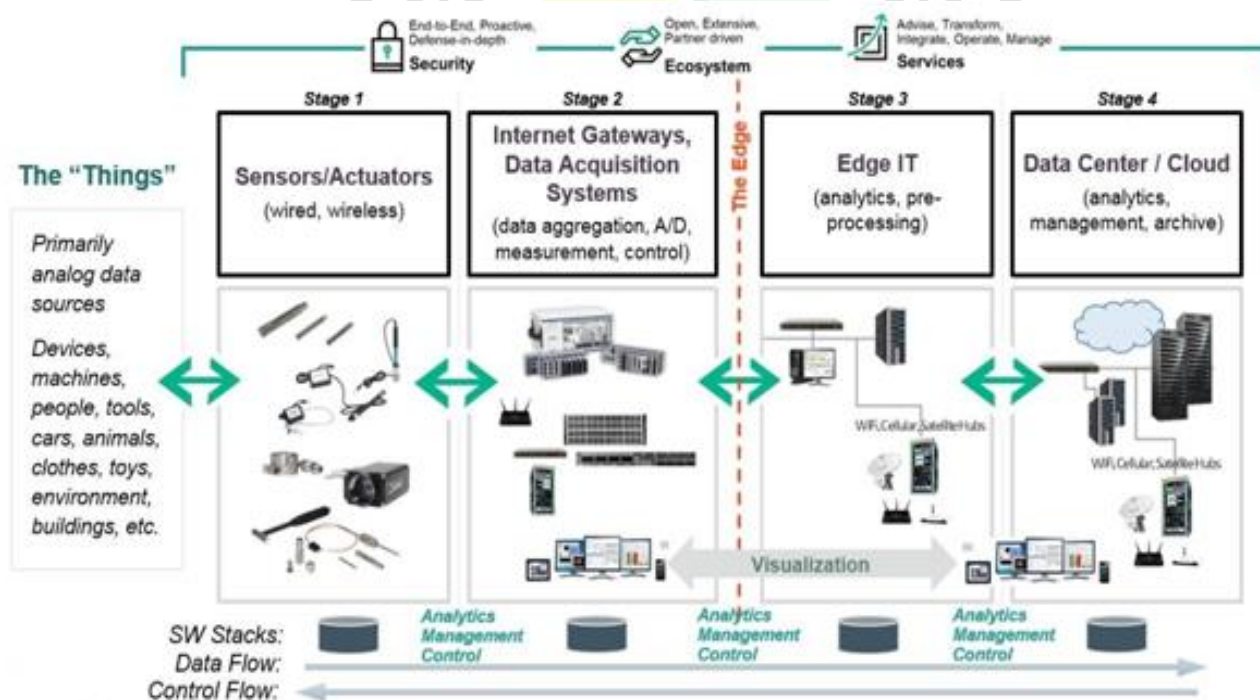 End-to-End, Proactive,
Defense-in-depth
Security
Open, Extensive,
Partner driven
Ecosystem
Advise, Transform,
Integrate, Operate, Manage
Services
Stage 1
Stage 2
Stage 3
Stage 4
The "Things"
Primarily
analog data
sources
Devices,
machines,
people, tools,
cars, animals,
clothes, toys,
environment,
buildings, etc.
Sensors/Actuators
(wired, wireless)
Internet Gateways,
Data Acquisition
Systems
(data aggregation, A/D,
measurement, control)
The Edge
Edge IT
(analytics, pre-
processing)
Data Center / Cloud
(analytics,
management, archive)
WiFi, Cellular, Satellite Hubs
WiFi, Cellular, Satellite Hubs
Visualization
SW Stacks:
Analytics
Management
Control
Analytics
Management
Control
Analytics
Management
Control
Data Flow:
Control Flow: